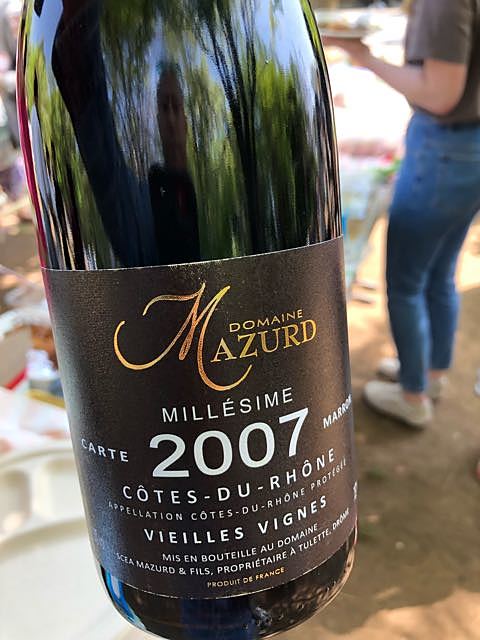 DOMAINE
MAZURD
MILLÉSIME
CARTE 2007 MARRON
CÔTES-DU-RHÔNE
APPELLATION CÔTES-DU-RHÔNE PROTÉGÉE
VIEILLES VIGNES
MIS EN BOUTEILLE AU DOMAINE
SCEA MAZURD & FILS, PROPRIÉTAIRE À TULETTE, DRÔME
PRODUIT DE FRANCE